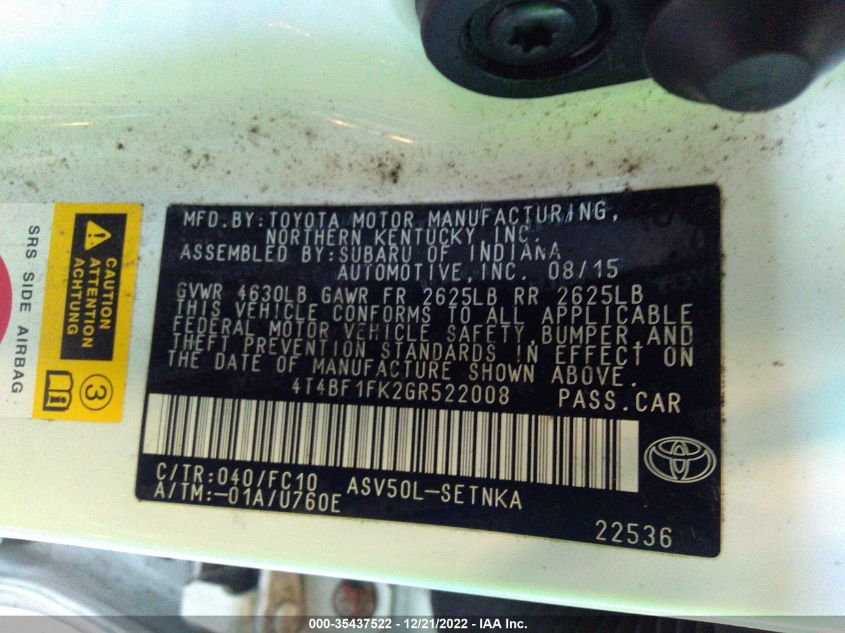 MFD.BY:TOYOTA MOTOR MANUFACTURING,
NORTHERN KENTUCKY, INC.
ASSEMBLED BY:SUBARU OF INDIANA
AUTOMOTIVE,INC. 08/15
GVWR 4630LB GAWR FR 2625LB RR 2625LB
THIS VEHICLE CONFORMS TO ALL APPLICABLE
FEDERAL MOTOR VEHICLE SAFETY,BUMPER,AND
THEFT PREVENTION STANDARDS IN EFFECT ON
THE DATE OF MANUFACTURE SHOWN ABOVE.
4T4BF1FK2GR522008 PASS.CAR
C/TR:040/FC10 ASV50L-SETNKA
A/TM:-01A/U760E
22536
SRS SIDE AIRBAG
CAUTION
ATTENTION
ACHTUNG
3
000-35437522 - 12/21/2022 - IAA Inc.